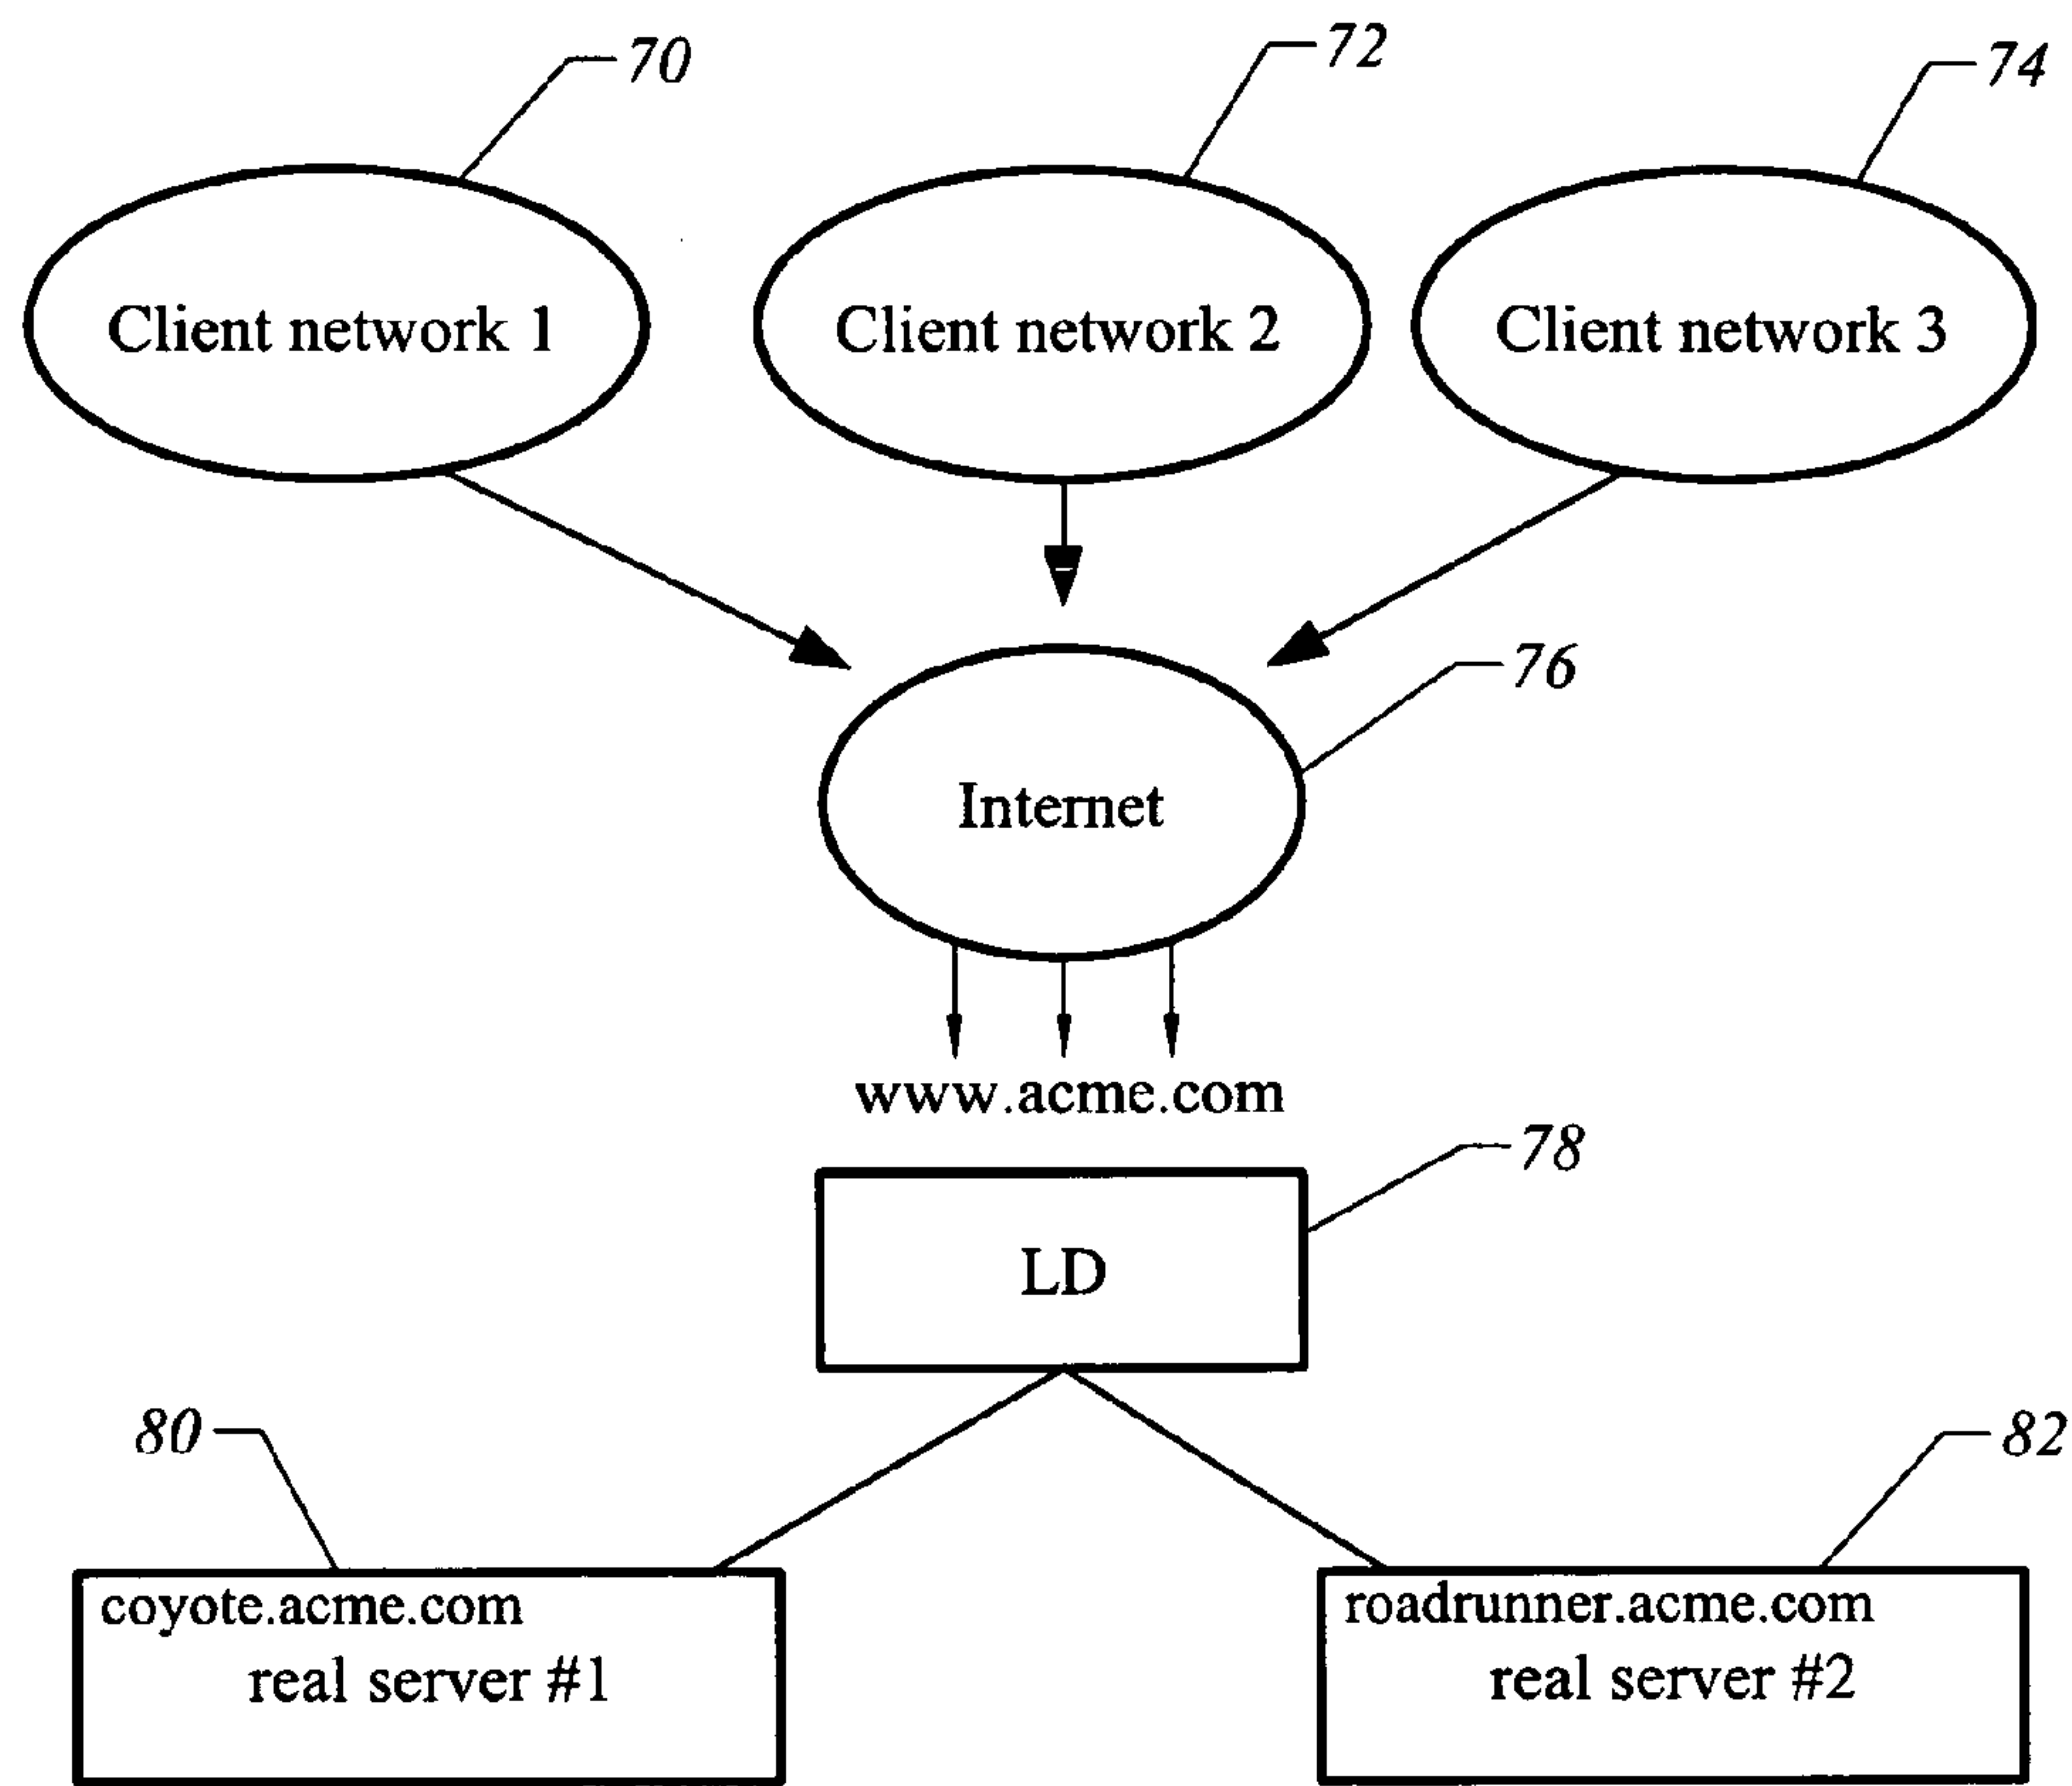 70
72
74
Client network 1
Client network 2
Client network 3
76
Internet
www.acme.com
78
LD
80
82
coyote.acme.com
real server #1
roadrunner.acme.com
real server #2